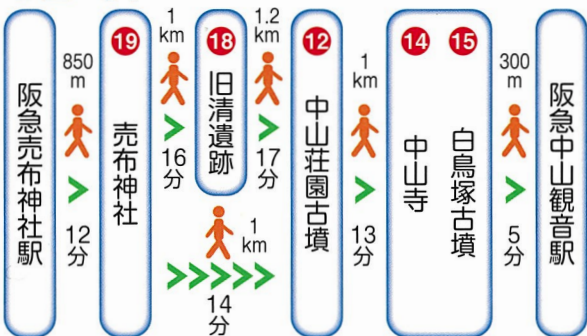 阪急売布神社駅
850
m
12
分
19
売布神社
1
km
16
分
18
旧清遺跡
1.2
km
17
分
1
km
14
分
12
中山荘園古墳
1
km
13
分
14
中山寺
15
白鳥塚古墳
300
m
5
分
阪急中山観音駅